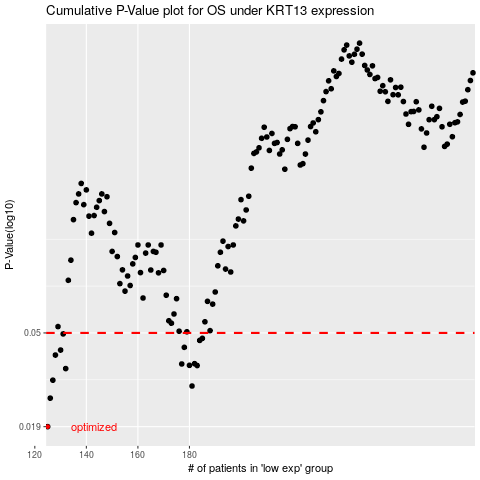 Cumulative P-Value plot for OS under KRT13 expression
P-Value(log10)
0.05
0.019
optimized
120 140 160 180
# of patients in 'low exp' group